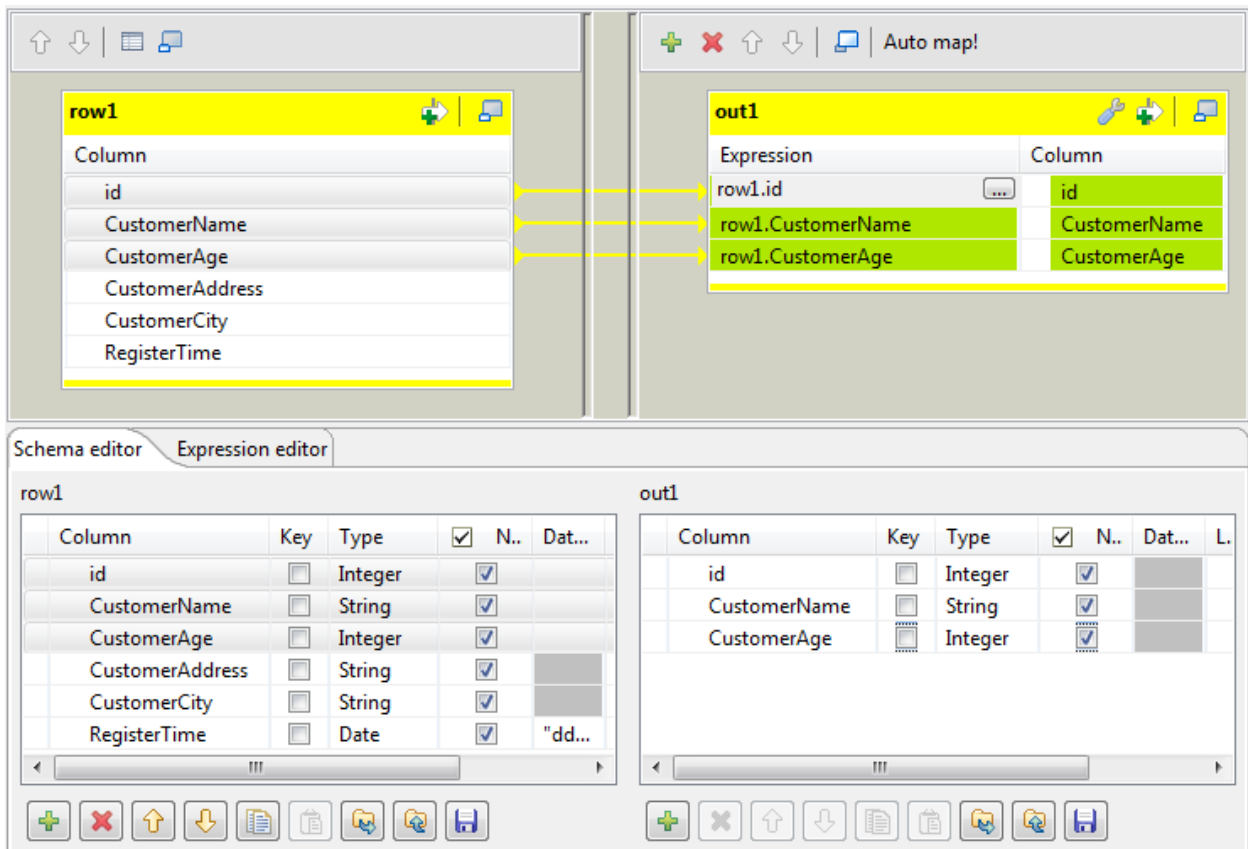 Auto map!
row1
Column
id
CustomerName
CustomerAge
CustomerAddress
CustomerCity
RegisterTime
out1
Expression Column
row1.id ... id
row1.CustomerName CustomerName
row1.CustomerAge CustomerAge
Schema editor Expression editor
row1
Column Key Type N.. Dat...
id Integer
CustomerName String
CustomerAge Integer
CustomerAddress String
CustomerCity String
RegisterTime Date "dd...
out1
Column Key Type N.. Dat... L.
id Integer
CustomerName String
CustomerAge Integer